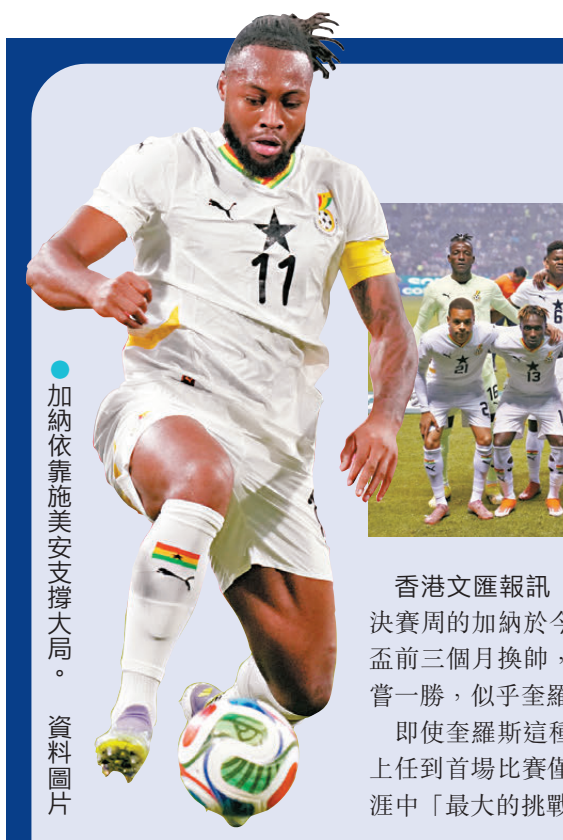 11
21
13
16
6
●加納依靠施美安支撐大局。 資料圖片
香港文匯報訊
決賽周的加納於今
盃前三個月換帥，
嘗一勝，似乎奎羅
即使奎羅斯這種
上任到首場比賽僅
涯中「最大的挑戰